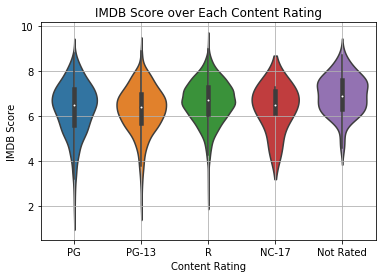 IMDB Score over Each Content Rating
10
8
6
4
2
IMDB Score
PG PG-13 R NC-17 Not Rated
Content Rating